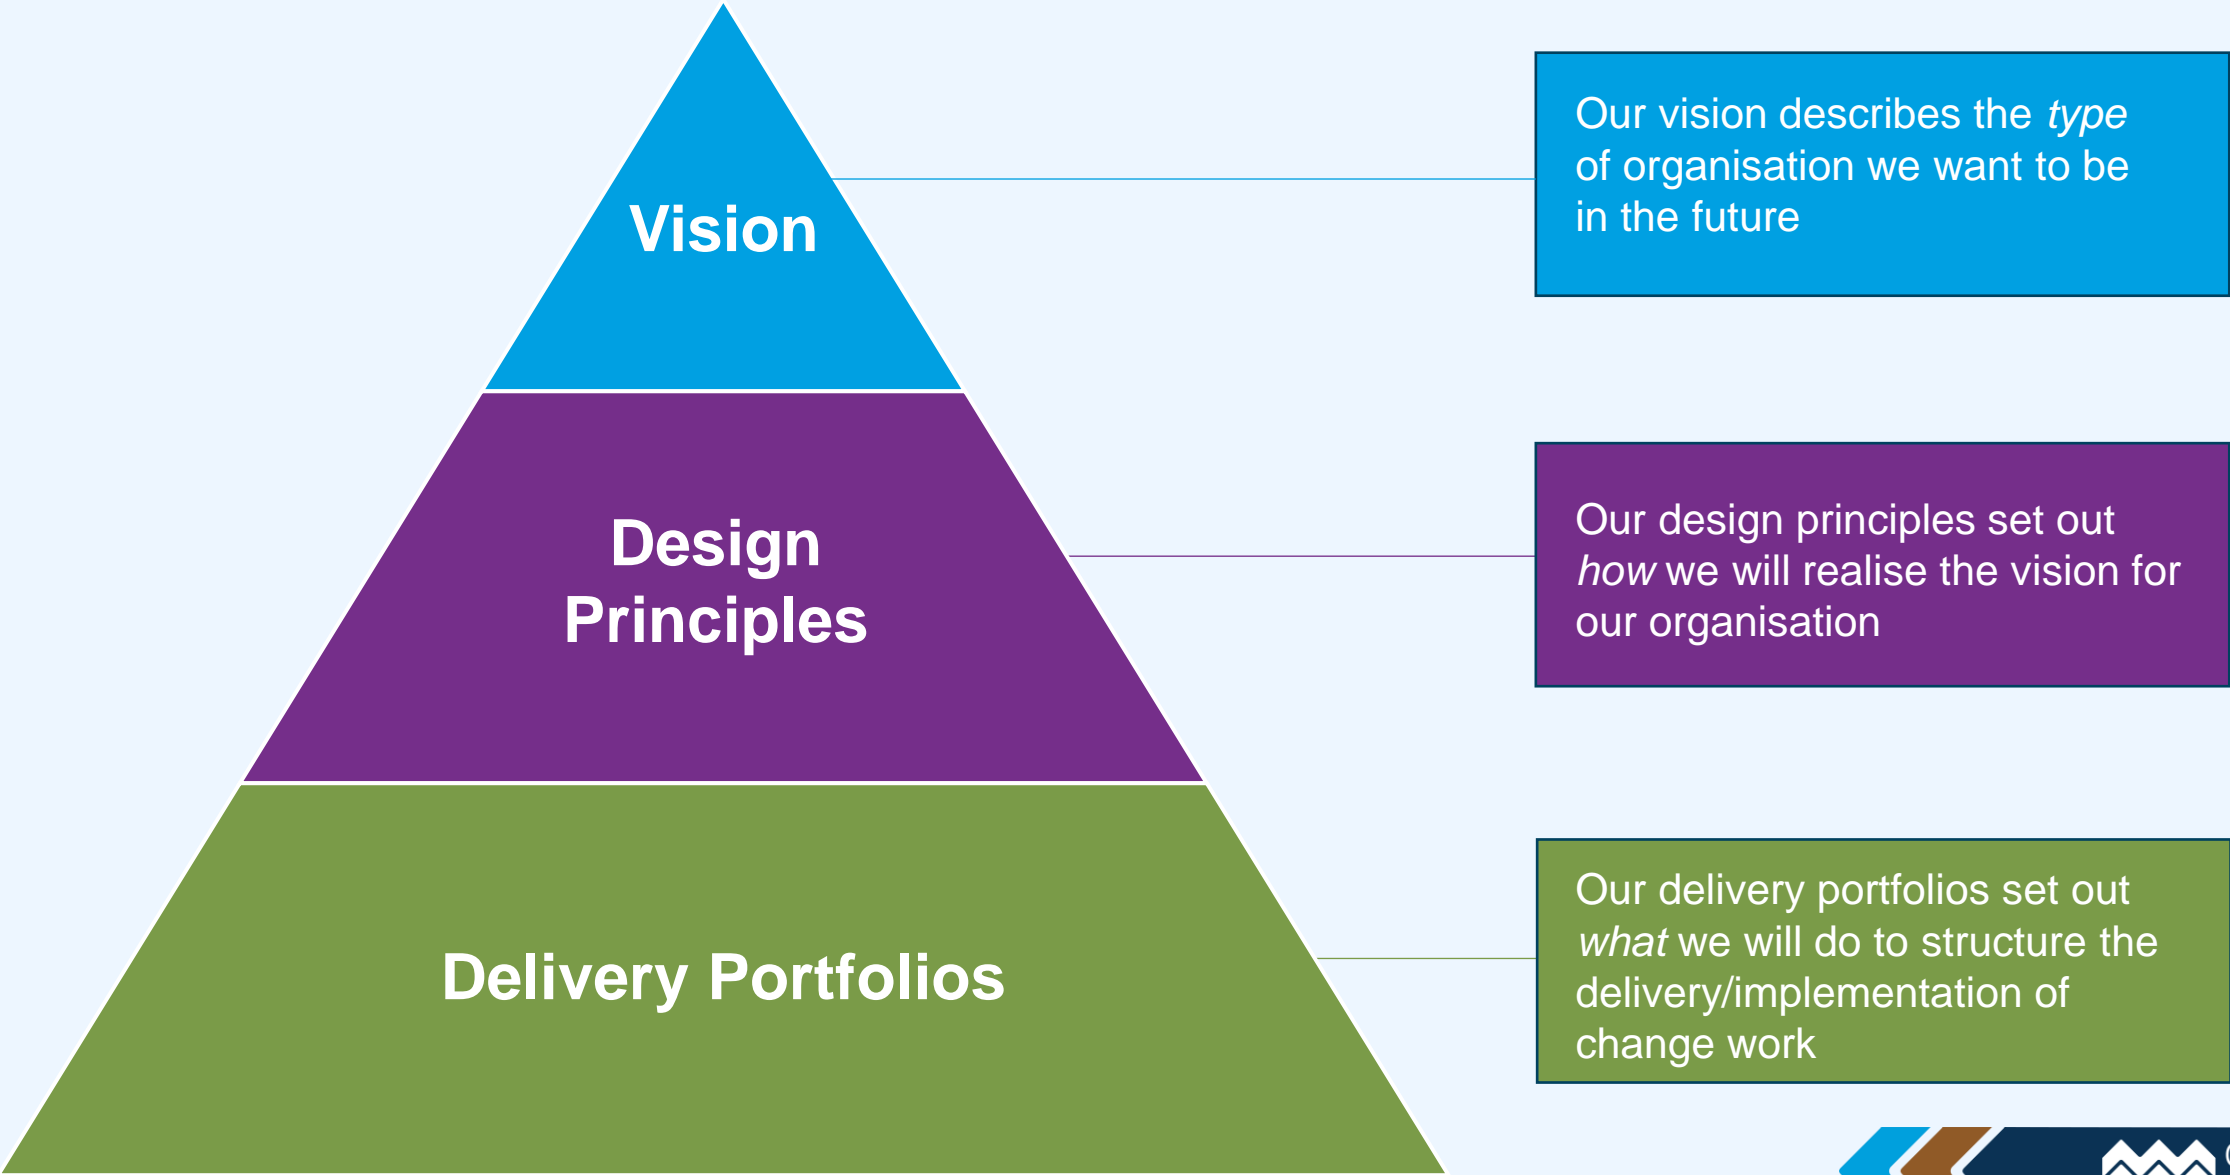 Vision
Our vision describes the type
of organisation we want to be
in the future
Design
Principles
Our design principles set out
how we will realise the vision for
our organisation
Delivery Portfolios
Our delivery portfolios set out
what we will do to structure the
delivery/implementation of
change work